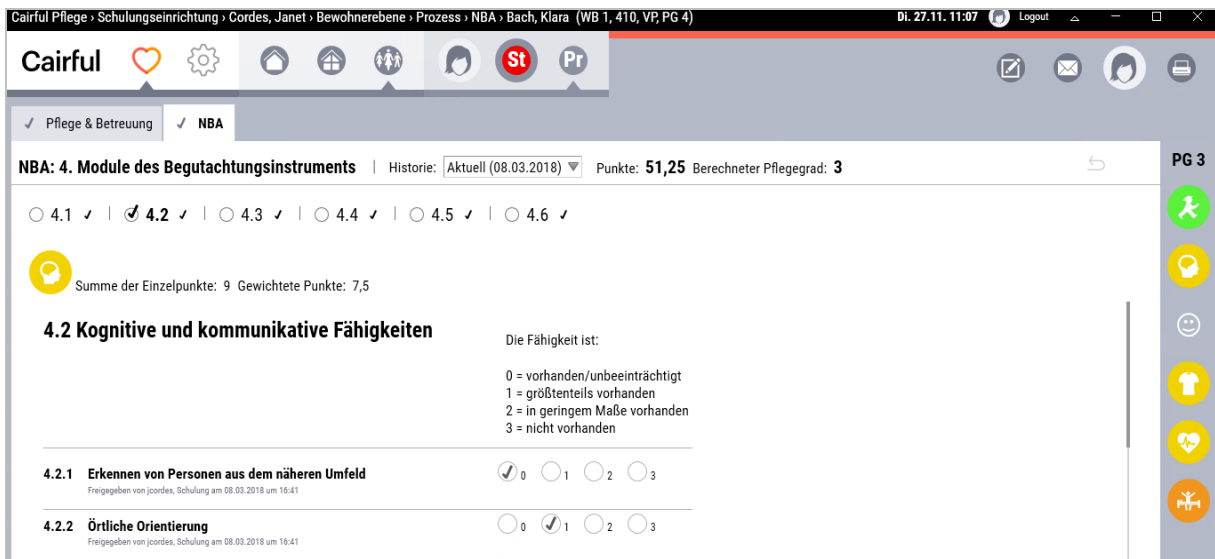 Cairful Pflege › Schulungseinrichtung › Cordes, Janet › Bewohnerebene › Prozess › NBA › Bach, Klara (WB 1, 410, VP, PG 4) Di. 27.11. 11:07 Logout
Cairful St Pr
Pflege & Betreuung NBA
NBA: 4. Module des Begutachtungsinstruments | Historie: Aktuell (08.03.2018) Punkte: 51,25 Berechneter Pflegegrad: 3 PG 3
4.1 | 4.2 | 4.3 | 4.4 | 4.5 | 4.6
Summe der Einzelpunkte: 9 Gewichtete Punkte: 7,5
4.2 Kognitive und kommunikative Fähigkeiten
Die Fähigkeit ist:
0 = vorhanden/unbeeinträchtigt
1 = größtenteils vorhanden
2 = in geringem Maße vorhanden
3 = nicht vorhanden
4.2.1 Erkennen von Personen aus dem näheren Umfeld 0 1 2 3
Freigegeben von jcordes, Schulung am 08.03.2018 um 16:41
4.2.2 Örtliche Orientierung 0 1 2 3
Freigegeben von jcordes, Schulung am 08.03.2018 um 16:41